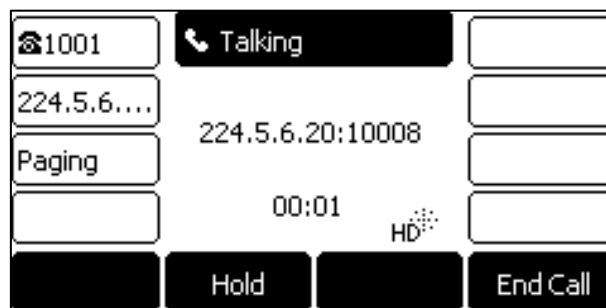 ☎1001
Talking
224.5.6....
224.5.6.20:10008
Paging
00:01
HD
Hold
End Call